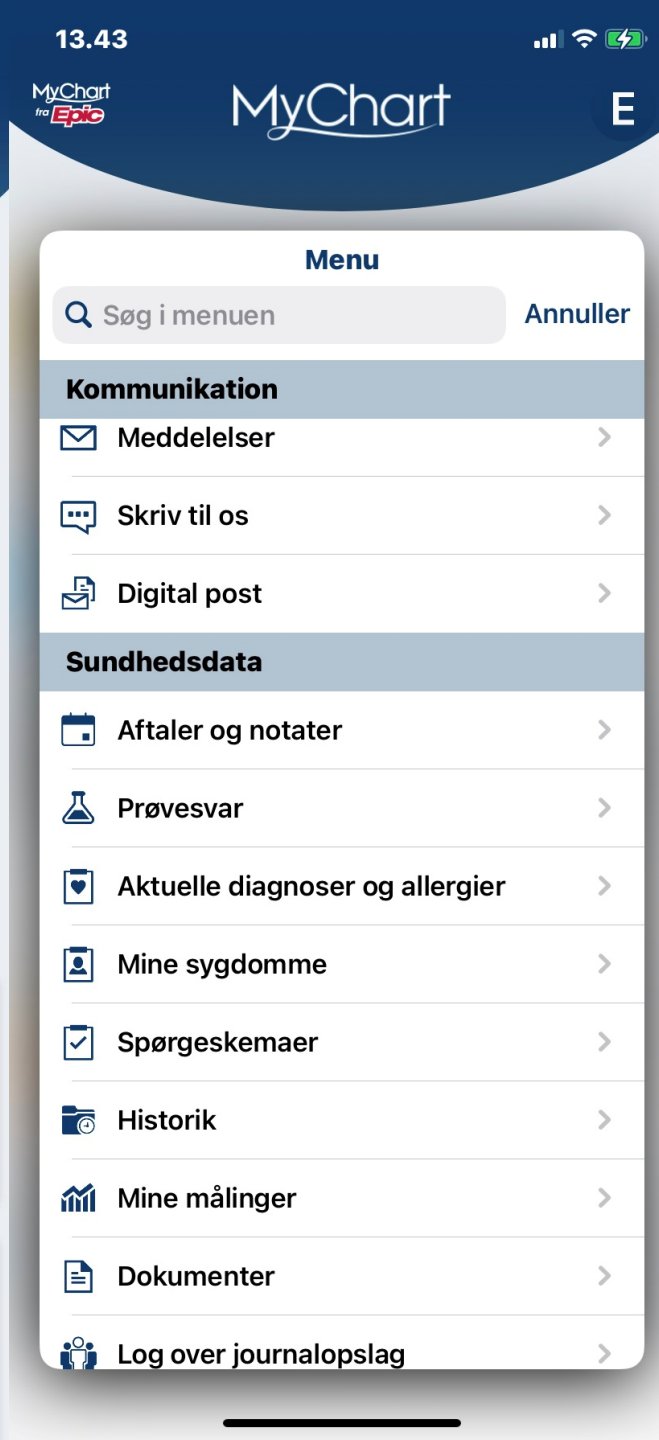 13.43
MyChart
fra Epic
MyChart
E
Menu
Søg i menuen
Annuller
Kommunikation
Meddelelser
Skriv til os
Digital post
Sundhedsdata
Aftaler og notater
Prøvesvar
Aktuelle diagnoser og allergier
Mine sygdomme
Spørgeskemaer
Historik
Mine målinger
Dokumenter
Log over journalopslag